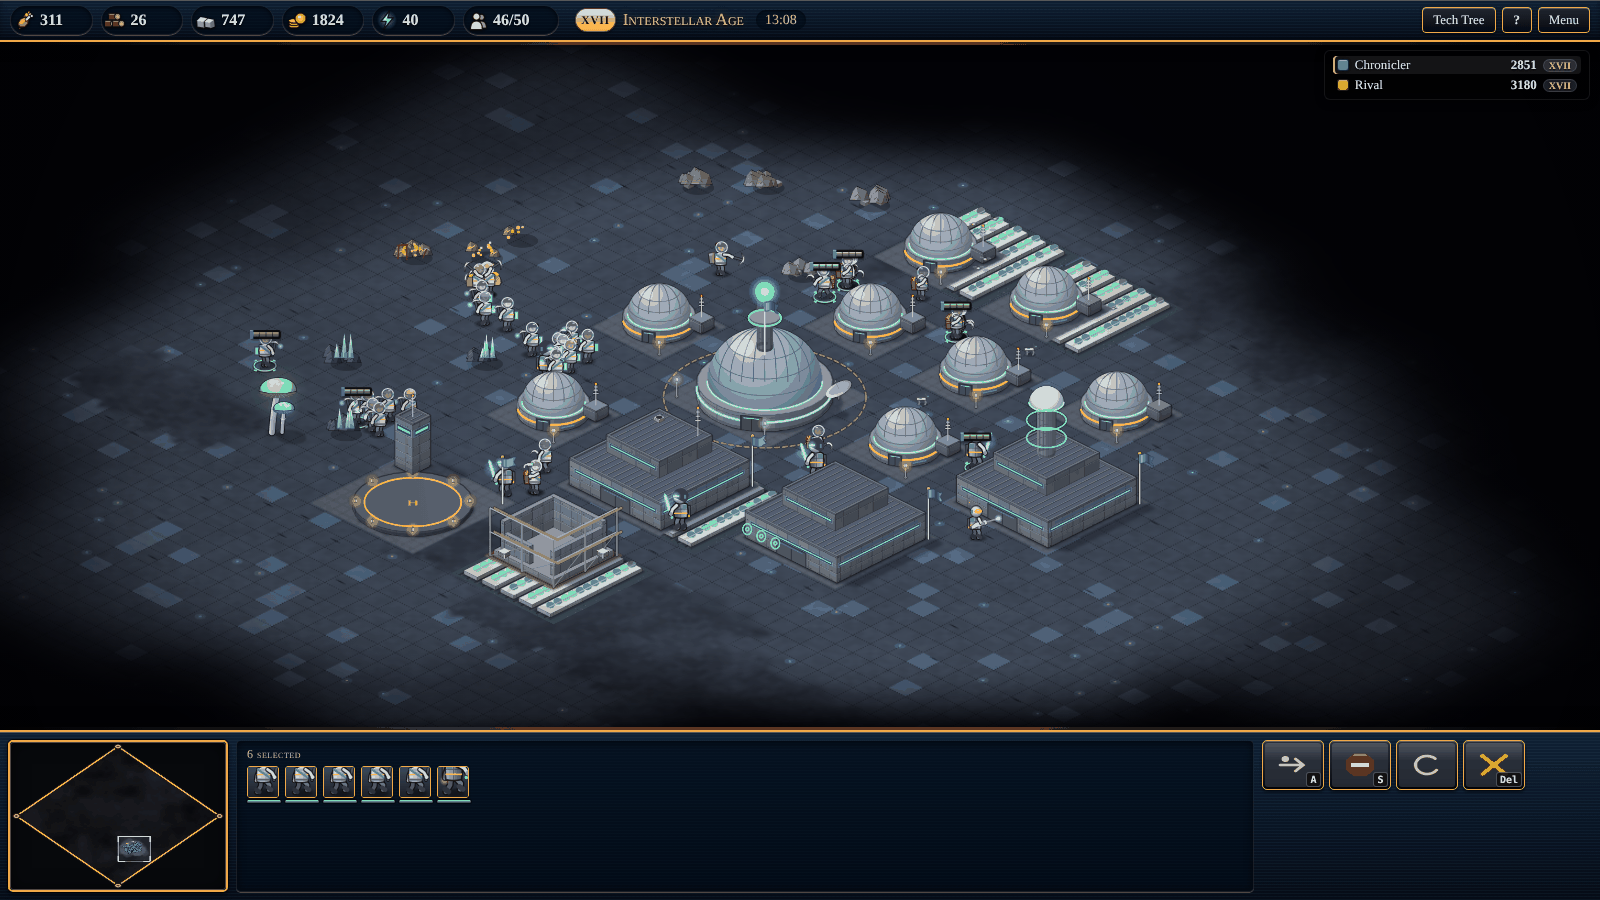 311
26
747
1824
40
46/50
XVII
Interstellar Age
13:08
Tech Tree
?
Menu
Chronicler 2851 XVII
Rival 3180 XVII
H
6 selected
A
S
Del